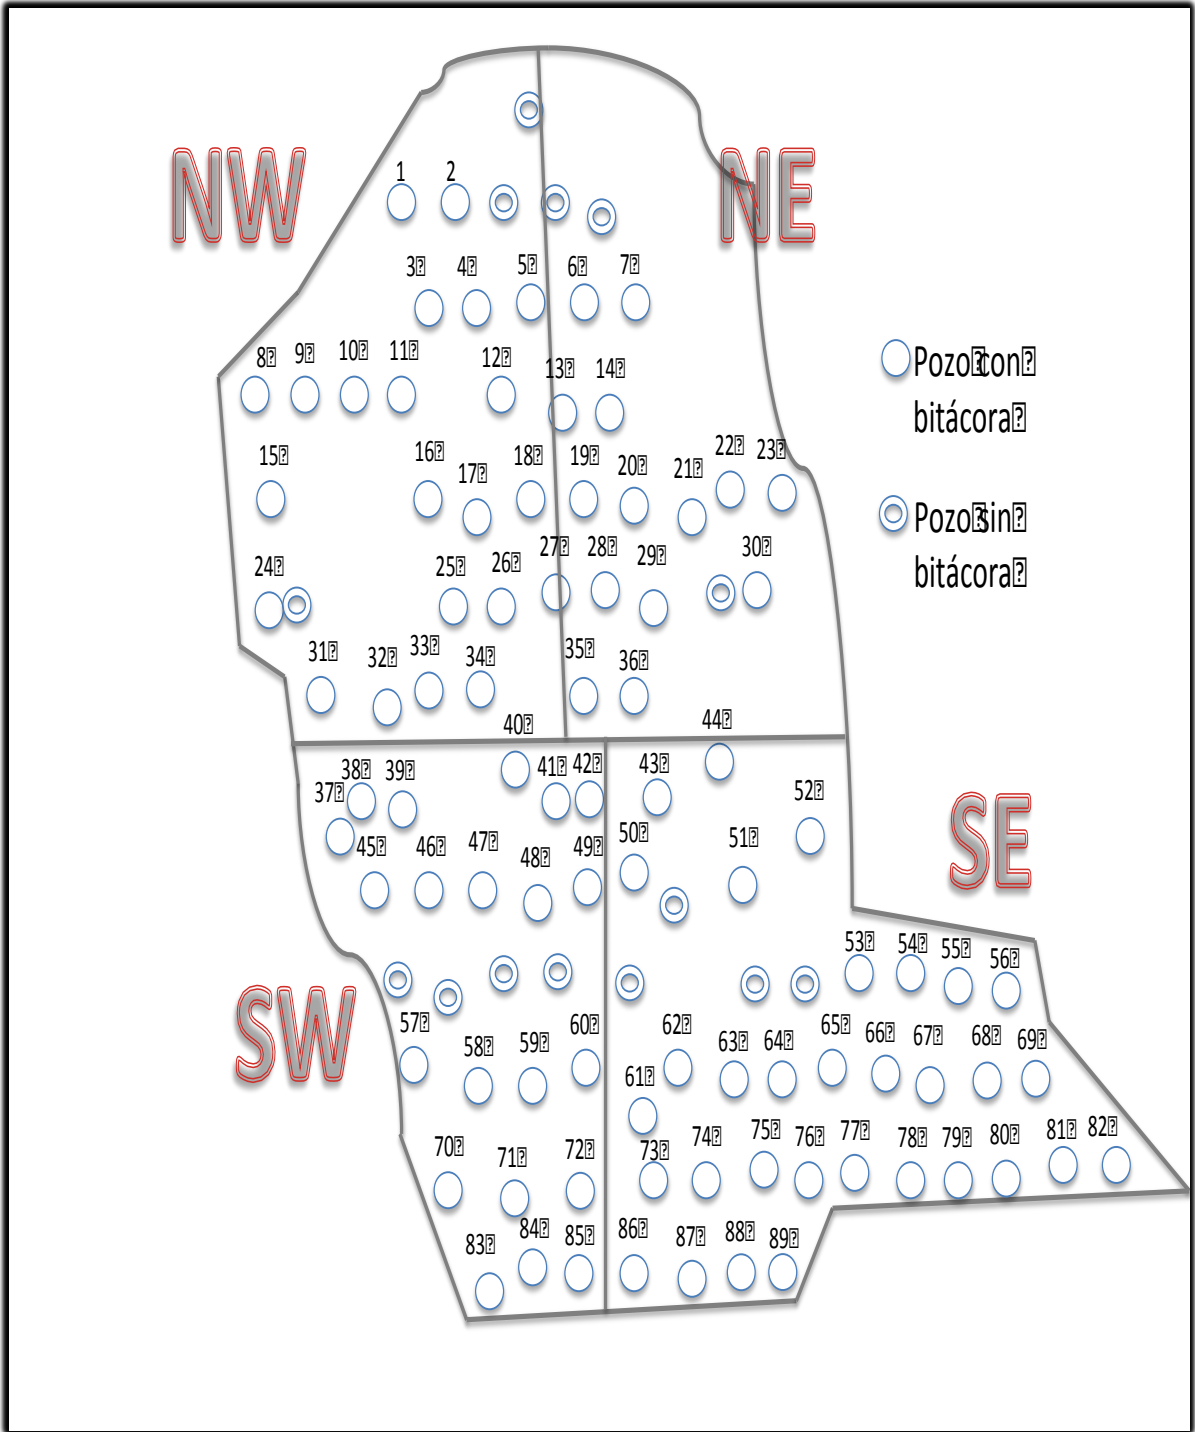 NW
NE
1 2
3 4 5 6 7
8 9 10 11 12 13 14
Pozo con
bitácora
15 16 17 18 19 20 21 22 23
Pozo sin
bitácora
24 25 26 27 28 29 30
31 32 33 34 35 36
40 44
37 38 39 41 42 43 52
45 46 47 48 49 50 51
SE
53 54 55 56
SW
57 58 59 60 62 63 64 65 66 67 68 69
61
70 71 72 73 74 75 76 77 78 79 80 81 82
83 84 85 86 87 88 89